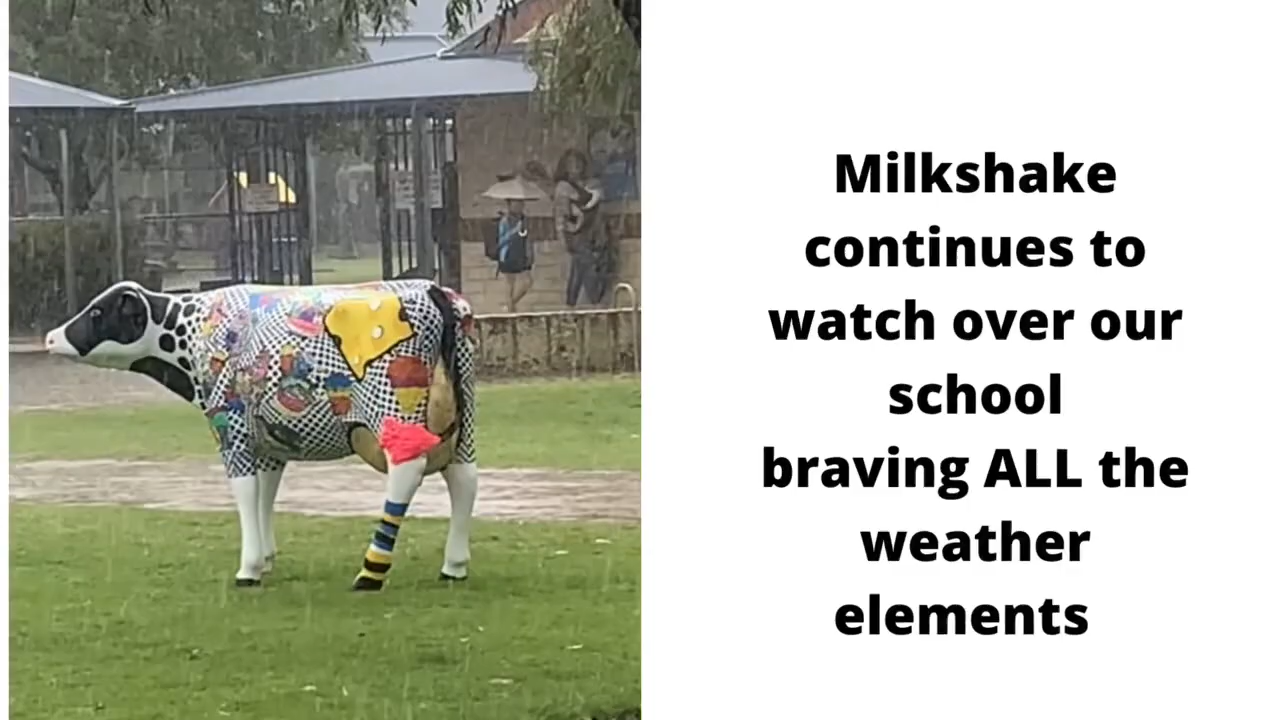 Milkshake
continues to
watch over our
school
braving ALL the
weather
elements